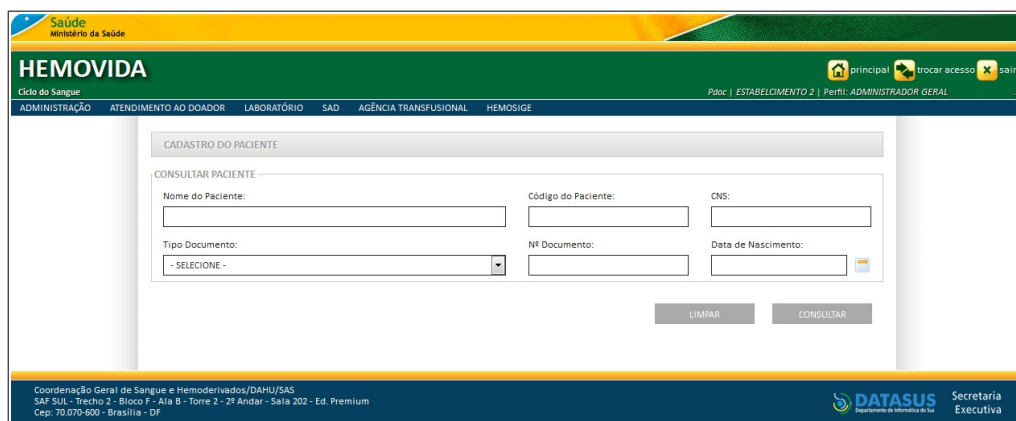 Saúde
Ministério da Saúde
HEMOVIDA
principal trocar acesso sair
Ciclo do Sangue
Pdoc | ESTABELCIMENTO 2 | Perfil: ADMINISTRADOR GERAL
ADMINISTRAÇÃO ATENDIMENTO AO DOADOR LABORATÓRIO SAD AGÊNCIA TRANSFUSIONAL HEMOSIGE
CADASTRO DO PACIENTE
CONSULTAR PACIENTE
Nome do Paciente: Código do Paciente: CNS:
Tipo Documento: Nº Documento: Data de Nascimento:
- SELECIONE -
LIMPAR CONSULTAR
Coordenação Geral de Sangue e Hemoderivados/DAHU/SAS
SAF SUL - Trecho 2 - Bloco F - Ala B - Torre 2 - 2º Andar - Sala 202 - Ed. Premium
Cep: 70.070-600 - Brasília - DF
DATASUS
Departamento de Informática do Sus
Secretaria
Executiva